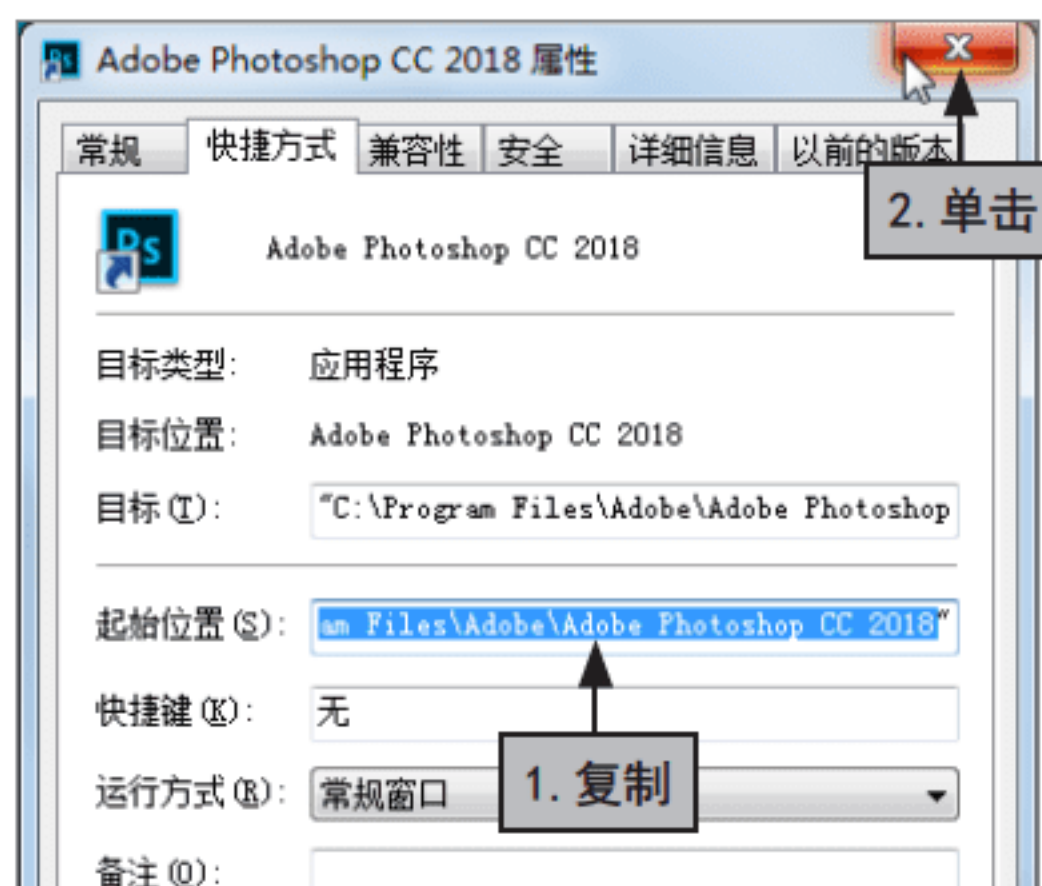 Adobe Photoshop CC 2018 属性
常规 快捷方式 兼容性 安全 详细信息 以前的版本
2. 单击
Ps
Adobe Photoshop CC 2018
目标类型: 应用程序
目标位置: Adobe Photoshop CC 2018
目标(T): "C:\Program Files\Adobe\Adobe Photoshop
起始位置(S): am Files\Adobe\Adobe Photoshop CC 2018"
快捷键(K): 无
1. 复制
运行方式(R): 常规窗口
备注(O):